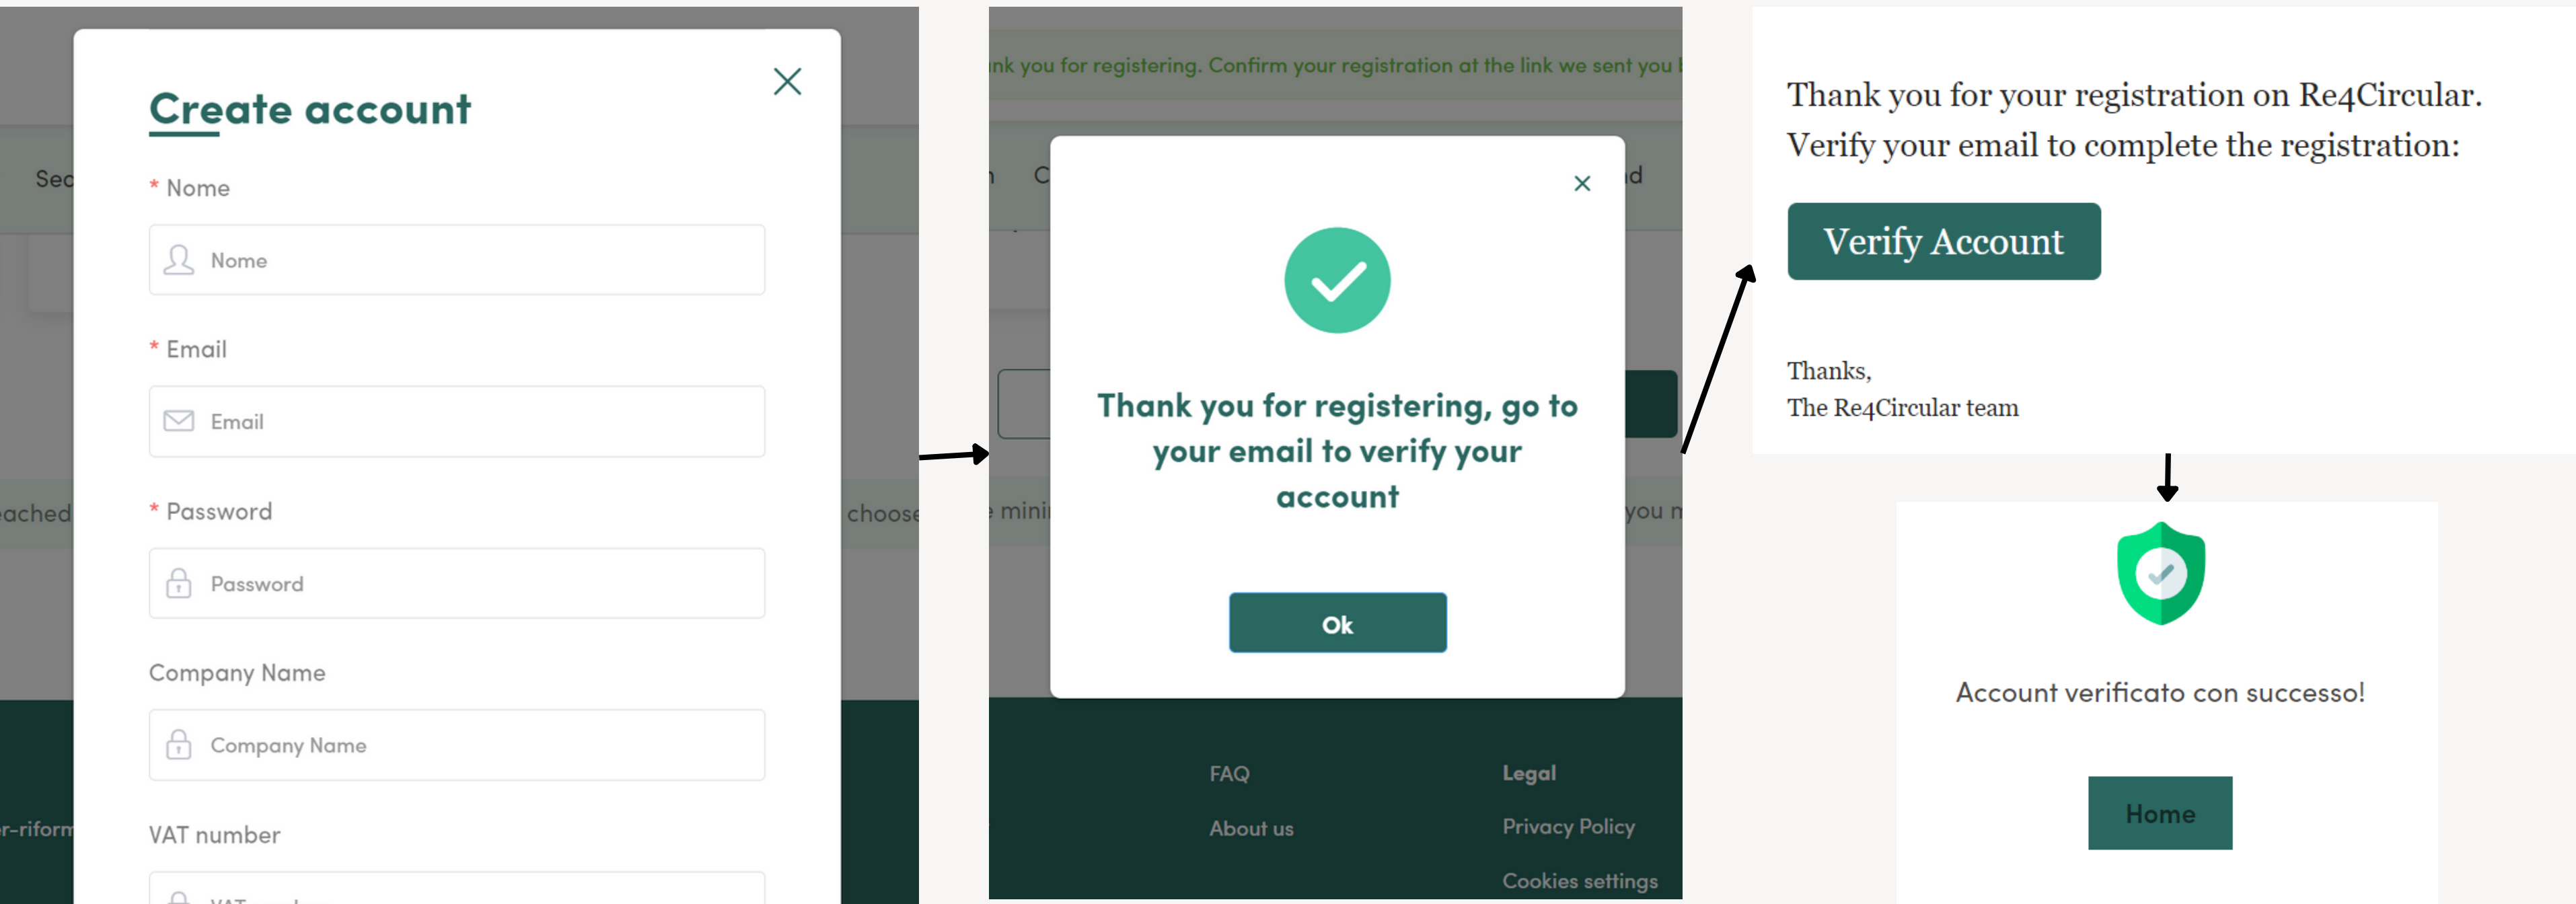 Create account
* Nome
Nome
* Email
Email
* Password
Password
Company Name
Company Name
VAT number
eached
choose
er-riform
you for registering. Confirm your registration at the link we sent you
Thank you for registering, go to
your email to verify your
account
Ok
you
FAQ
About us
Legal
Privacy Policy
Cookies settings
Thank you for your registration on Re4Circular.
Verify your email to complete the registration:
Verify Account
Thanks,
The Re4Circular team
Account verificato con successo!
Home